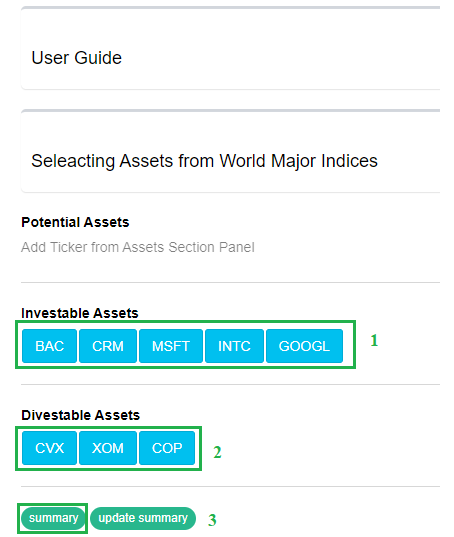 User Guide
Seleacting Assets from World Major Indices
Potential Assets
Add Ticker from Assets Section Panel
Investable Assets
BAC CRM MSFT INTC GOOGL 1
Divestable Assets
CVX XOM COP 2
summary update summary 3